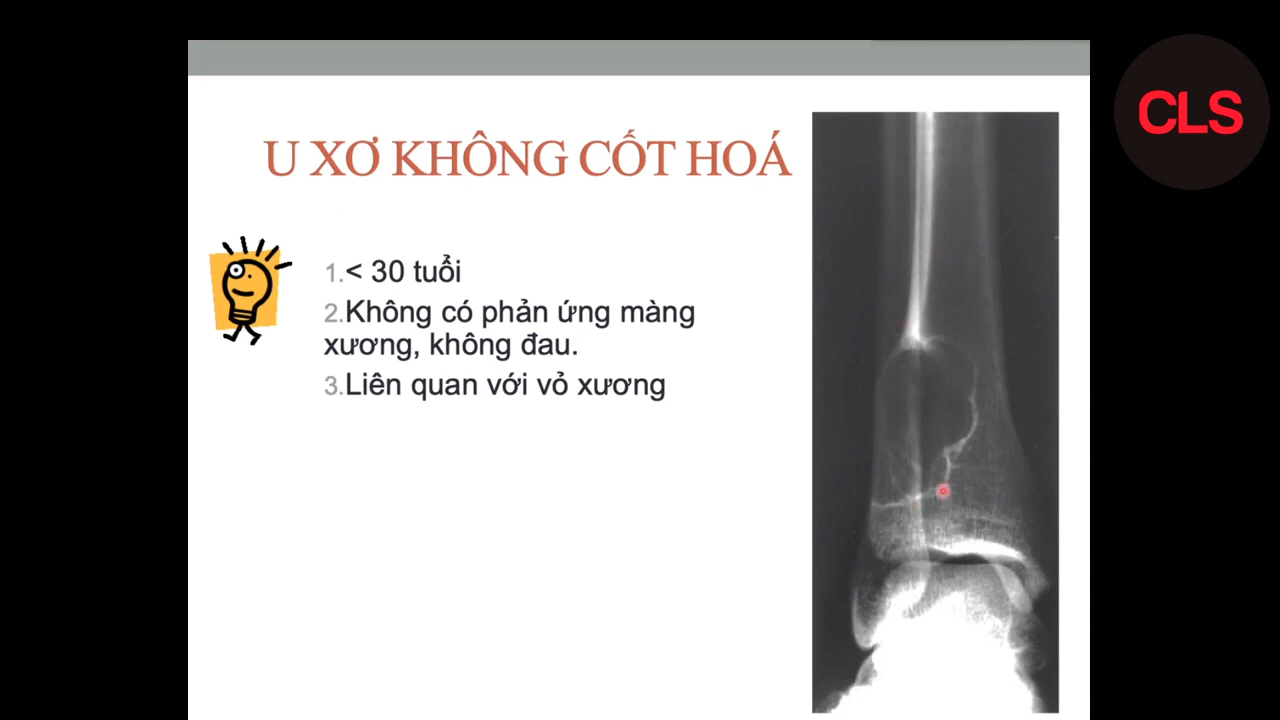 CLS
U XƠ KHÔNG CỐT HOÁ
1.< 30 tuổi
2.Không có phản ứng màng
xương, không đau.
3.Liên quan với vỏ xương